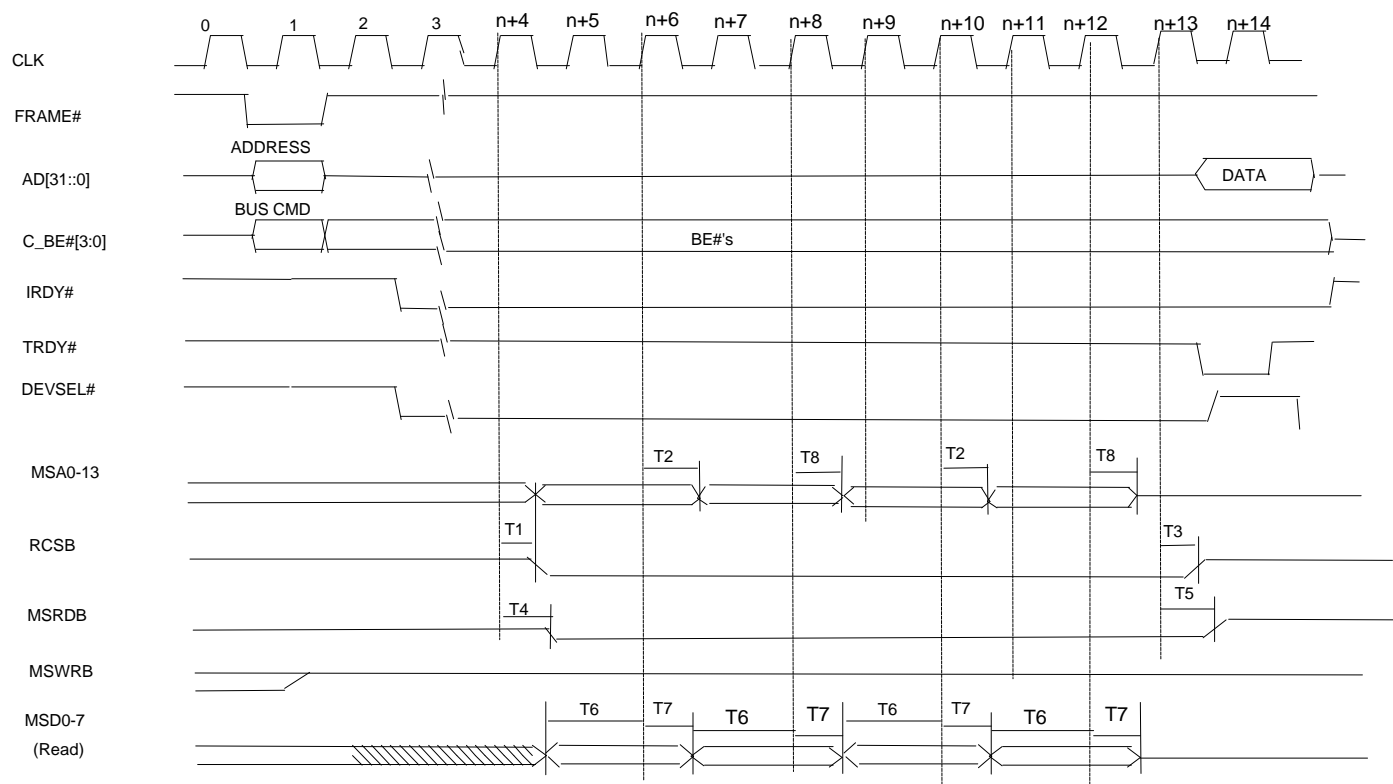 0 1 2 3 n+4 n+5 n+6 n+7 n+8 n+9 n+10 n+11 n+12 n+13 n+14
CLK
FRAME#
ADDRESS
AD[31::0] DATA
BUS CMD
C_BE#[3:0] BE#'s
IRDY#
TRDY#
DEVSEL#
MSA0-13 T2 T8 T2 T8
RCSB T1 T3
MSRDB T4 T5
MSWRB
MSD0-7 T6 T7 T6 T7 T6 T7 T6 T7
(Read)